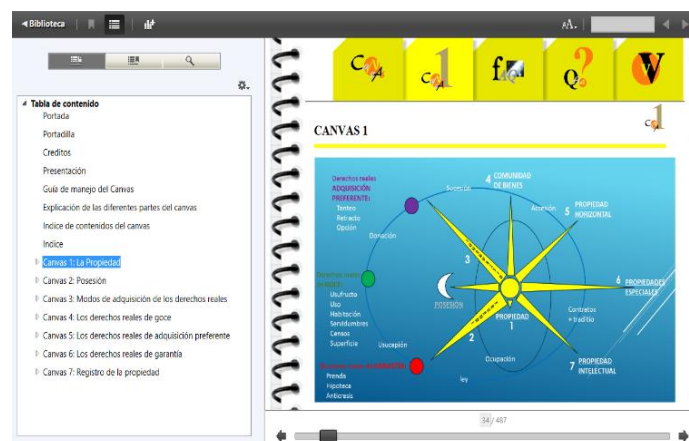 Biblioteca
A A.
Tabla de contenido
Portada
Portadilla
Creditos
Presentación
Guía de manejo del Canvas
Explicación de las diferentes partes del canvas
Indice de contenidos del canvas
Indice
Canvas 1: La Propiedad
Canvas 2: Posesión
Canvas 3: Modos de adquisición de los derechos reales
Canvas 4: Los derechos reales de goce
Canvas 5: Los derechos reales de adquisición preferente
Canvas 6: Los derechos reales de garantía
Canvas 7: Registro de la propiedad
CANVAS 1
Derechos reales
ADQUISICIÓN
PREFERENTE:
Tanteo
Retracto
Opción
Donación
Sucesión
4 COMUNIDAD
DE BIENES
Accesión
5 PROPIEDAD
HORIZONTAL
3
Derechos reales
Usufructo
Uso
Habitación
Servidumbres
Censos
Superficie
POSESIÓN
PROPIEDAD
1
6 PROPIEDADES
ESPECIALES
Contratos
+ traditio
2
Usucapión
Ocupación
ley
7 PROPIEDAD
INTELECTUAL
Prenda
Hipoteca
Anticresis
34 / 487